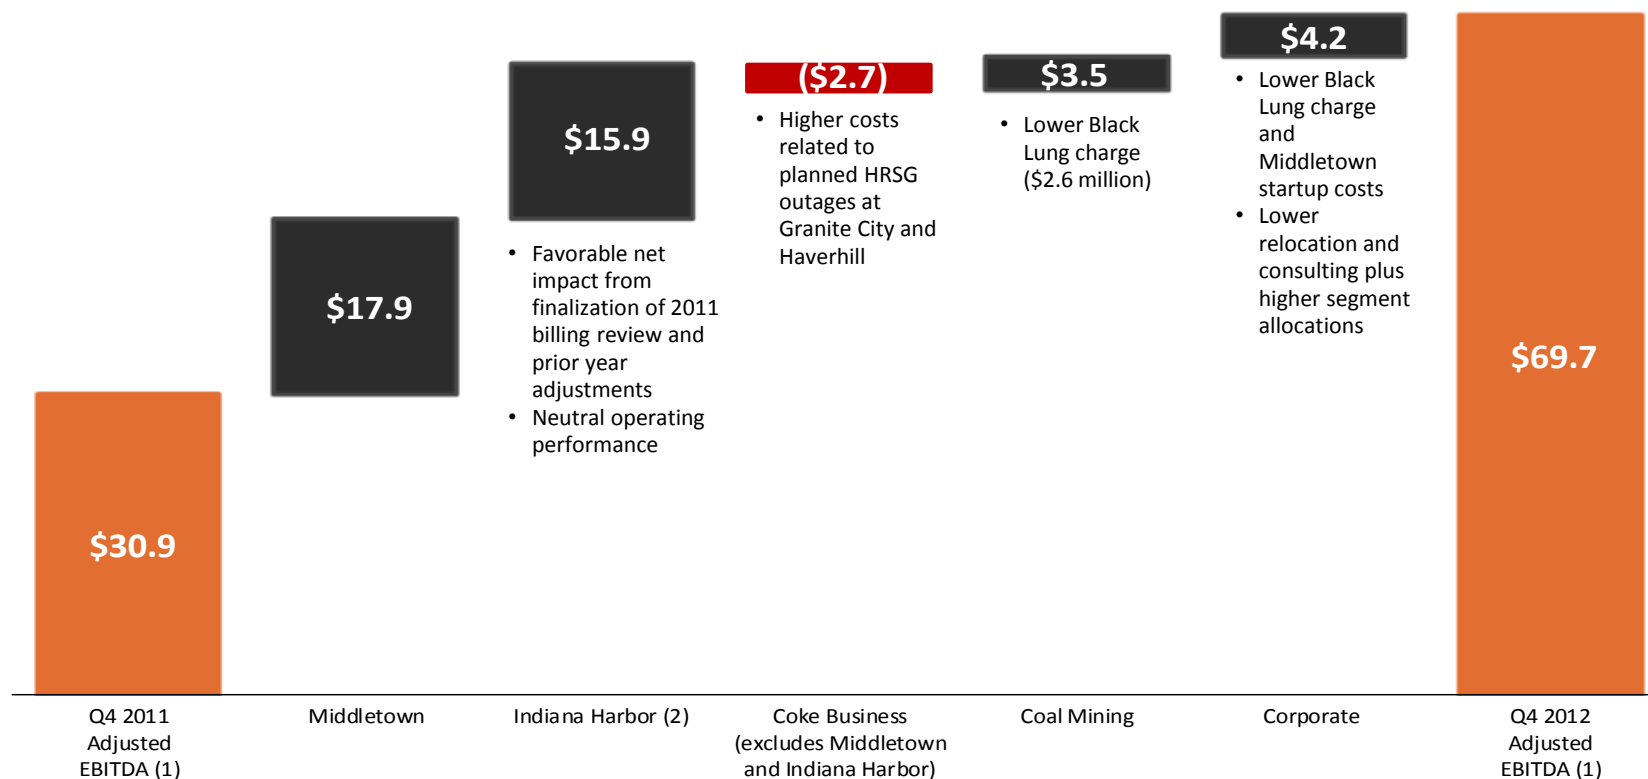 $30.9
Q4 2011
Adjusted
EBITDA (1)
$17.9
Middletown
$15.9
• Favorable net
impact from
finalization of 2011
billing review and
prior year
adjustments
• Neutral operating
performance
Indiana Harbor (2)
($2.7)
• Higher costs
related to
planned HRSG
outages at
Granite City and
Haverhill
Coke Business
(excludes Middletown
and Indiana Harbor)
$3.5
• Lower Black
Lung charge
($2.6 million)
Coal Mining
$4.2
• Lower Black
Lung charge
and
Middletown
startup costs
• Lower
relocation and
consulting plus
higher segment
allocations
Corporate
$69.7
Q4 2012
Adjusted
EBITDA (1)